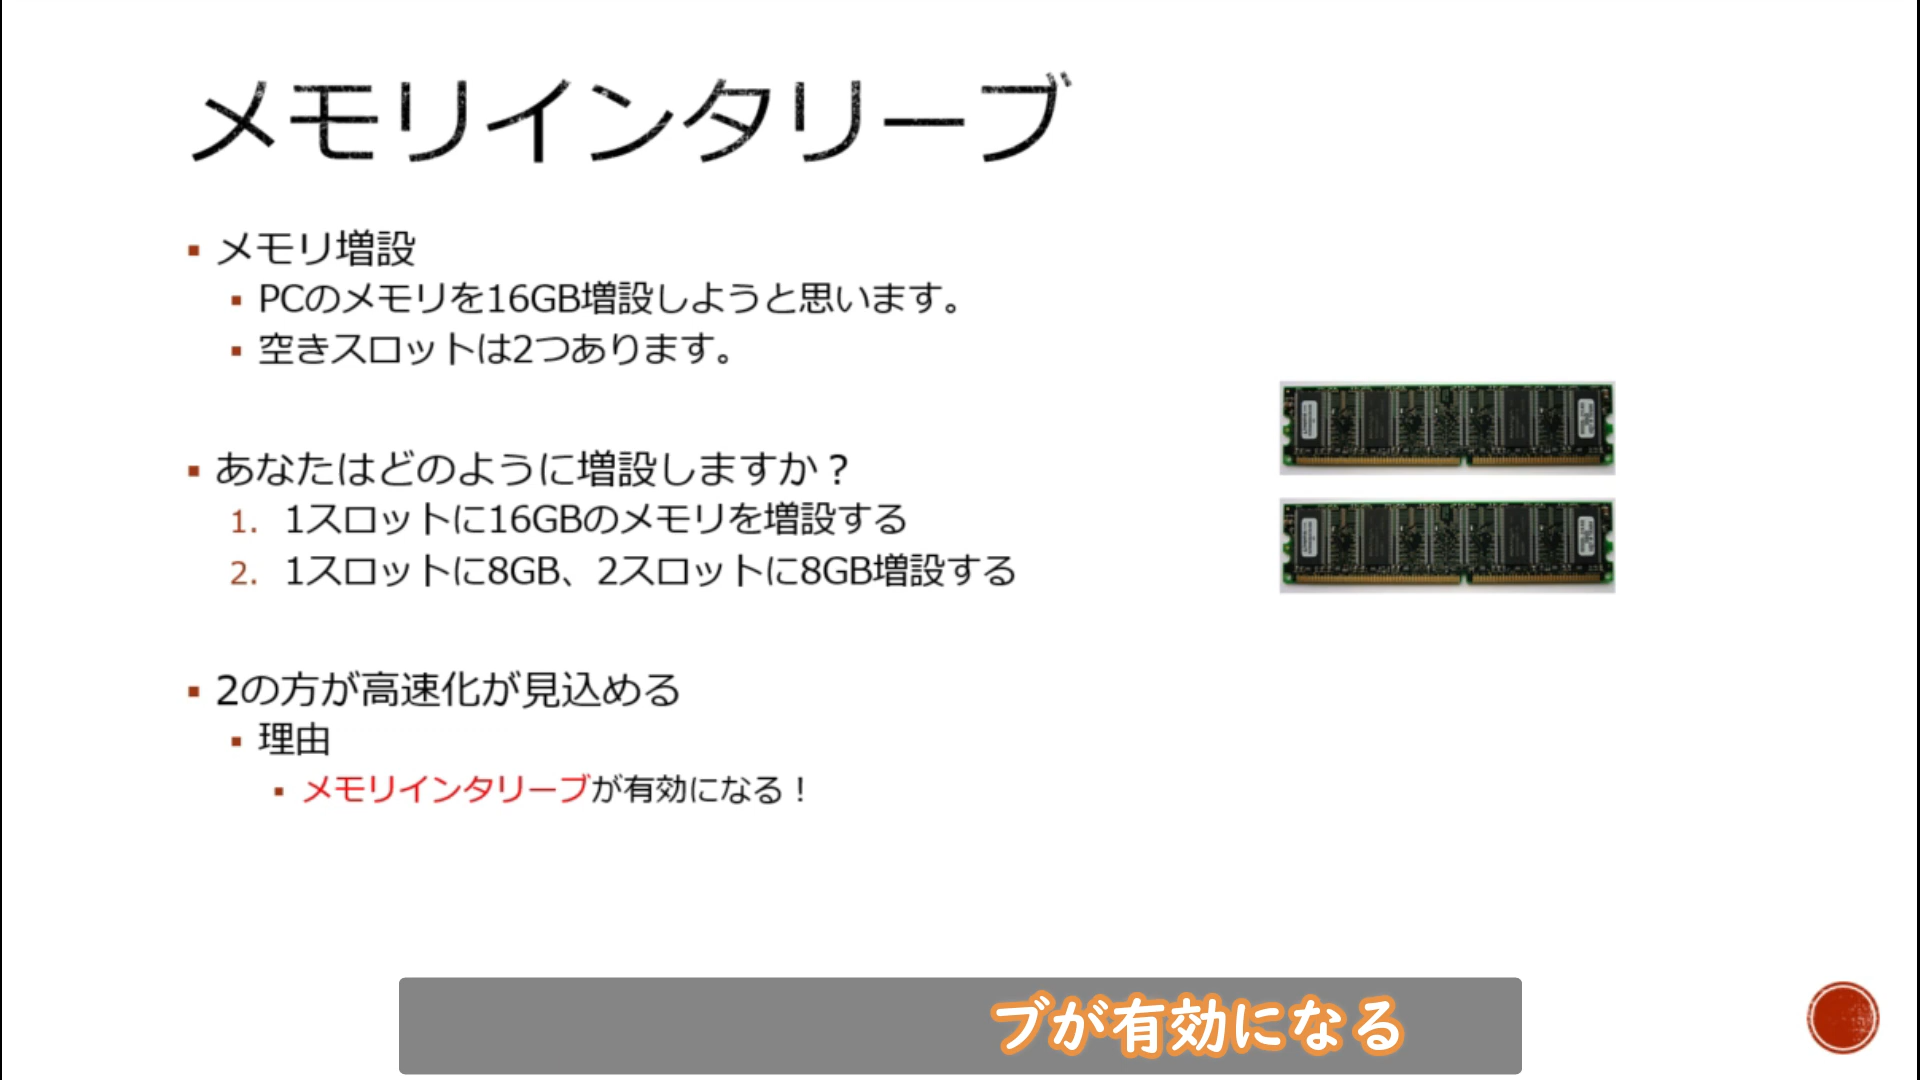 メモリインタリーブ
メモリ増設
PCのメモリを16GB増設しようと思います。
空きスロットは2つあります。
あなたはどのように増設しますか？
1. 1スロットに16GBのメモリを増設する
2. 1スロットに8GB、2スロットに8GB増設する
2の方が高速化が見込める
理由
メモリインタリーブが有効になる！
ブが有効になる